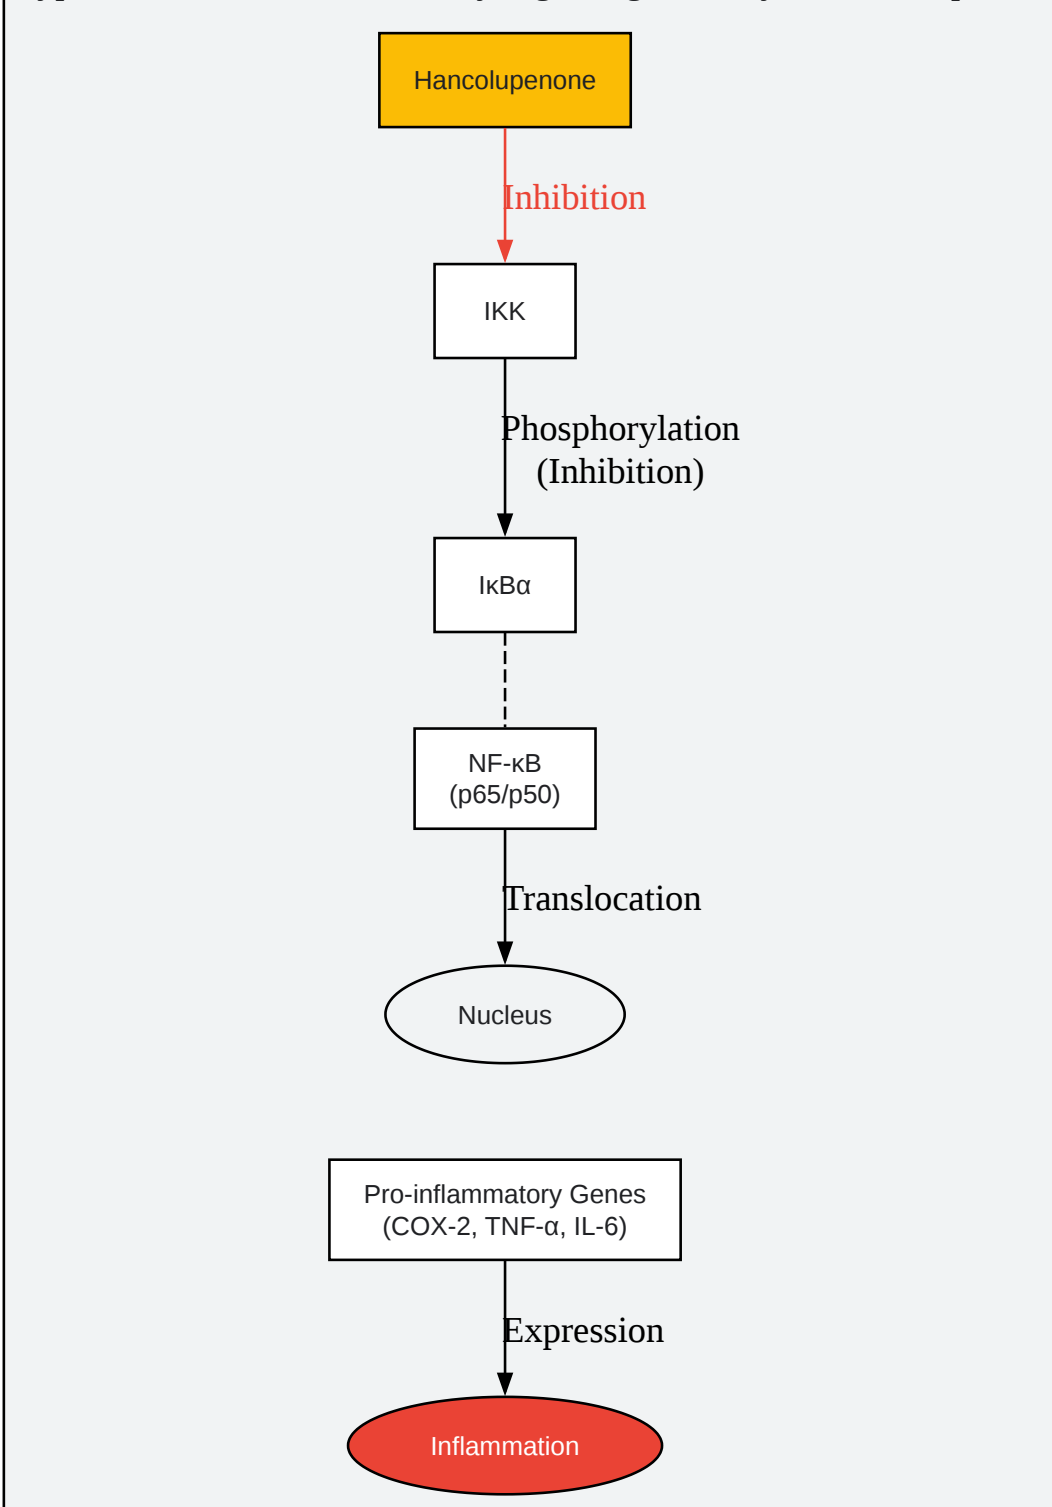 Hancolupenone
Inhibition
IKK
Phosphorylation
(Inhibition)
IκBα
NF-κB
(p65/p50)
Translocation
Nucleus
Pro-inflammatory Genes
(COX-2, TNF-α, IL-6)
Expression
Inflammation